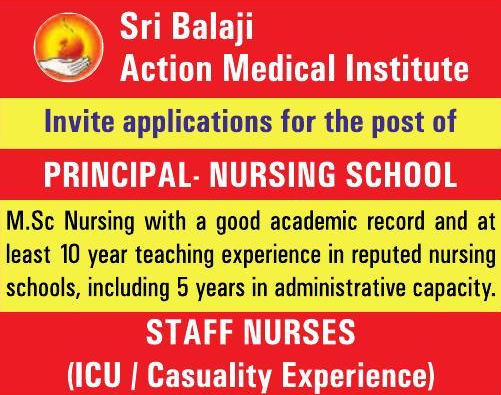 Sri Balaji
Action Medical Institute
Invite applications for the post of
PRINCIPAL- NURSING SCHOOL
M.Sc Nursing with a good academic record and at
least 10 year teaching experience in reputed nursing
schools, including 5 years in administrative capacity.
STAFF NURSES
(ICU / Casuality Experience)